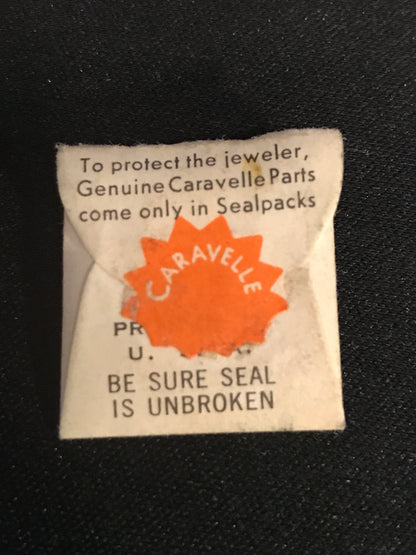 To protect the jeweler,
Genuine Caravelle Parts
come only in Sealpacks
CARAVELLE
U.
BE SURE SEAL
IS UNBROKEN